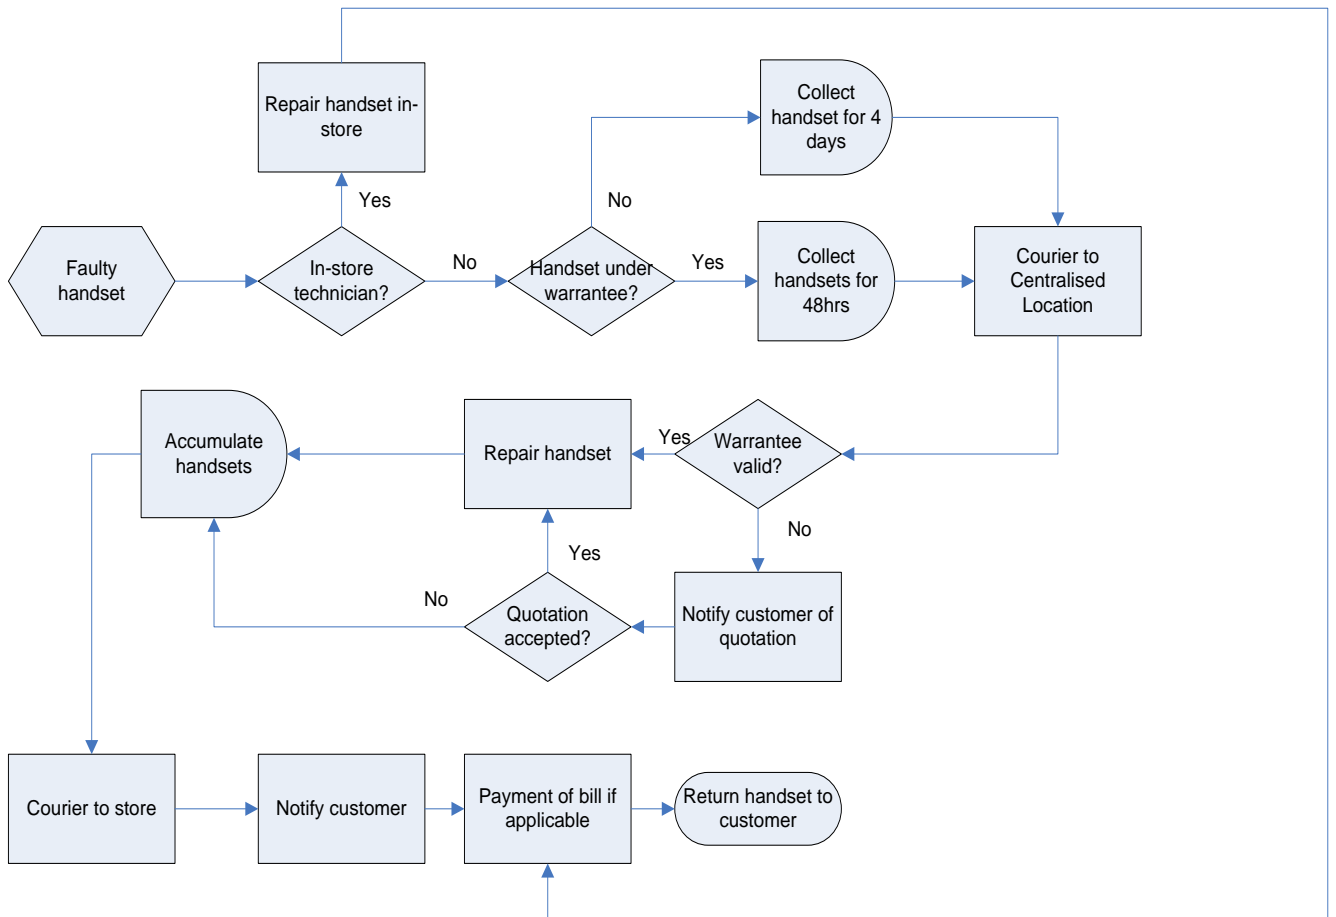 Repair handset in-
store
Collect
handset for 4
days
Yes
No
Faulty
handset
In-store
technician?
No
Handset under
warrantee?
Yes
Collect
handsets for
48hrs
Courier to
Centralised
Location
Accumulate
handsets
Repair handset
Yes
Warrantee
valid?
No
Yes
No
Quotation
accepted?
Notify customer of
quotation
Courier to store
Notify customer
Payment of bill if
applicable
Return handset to
customer